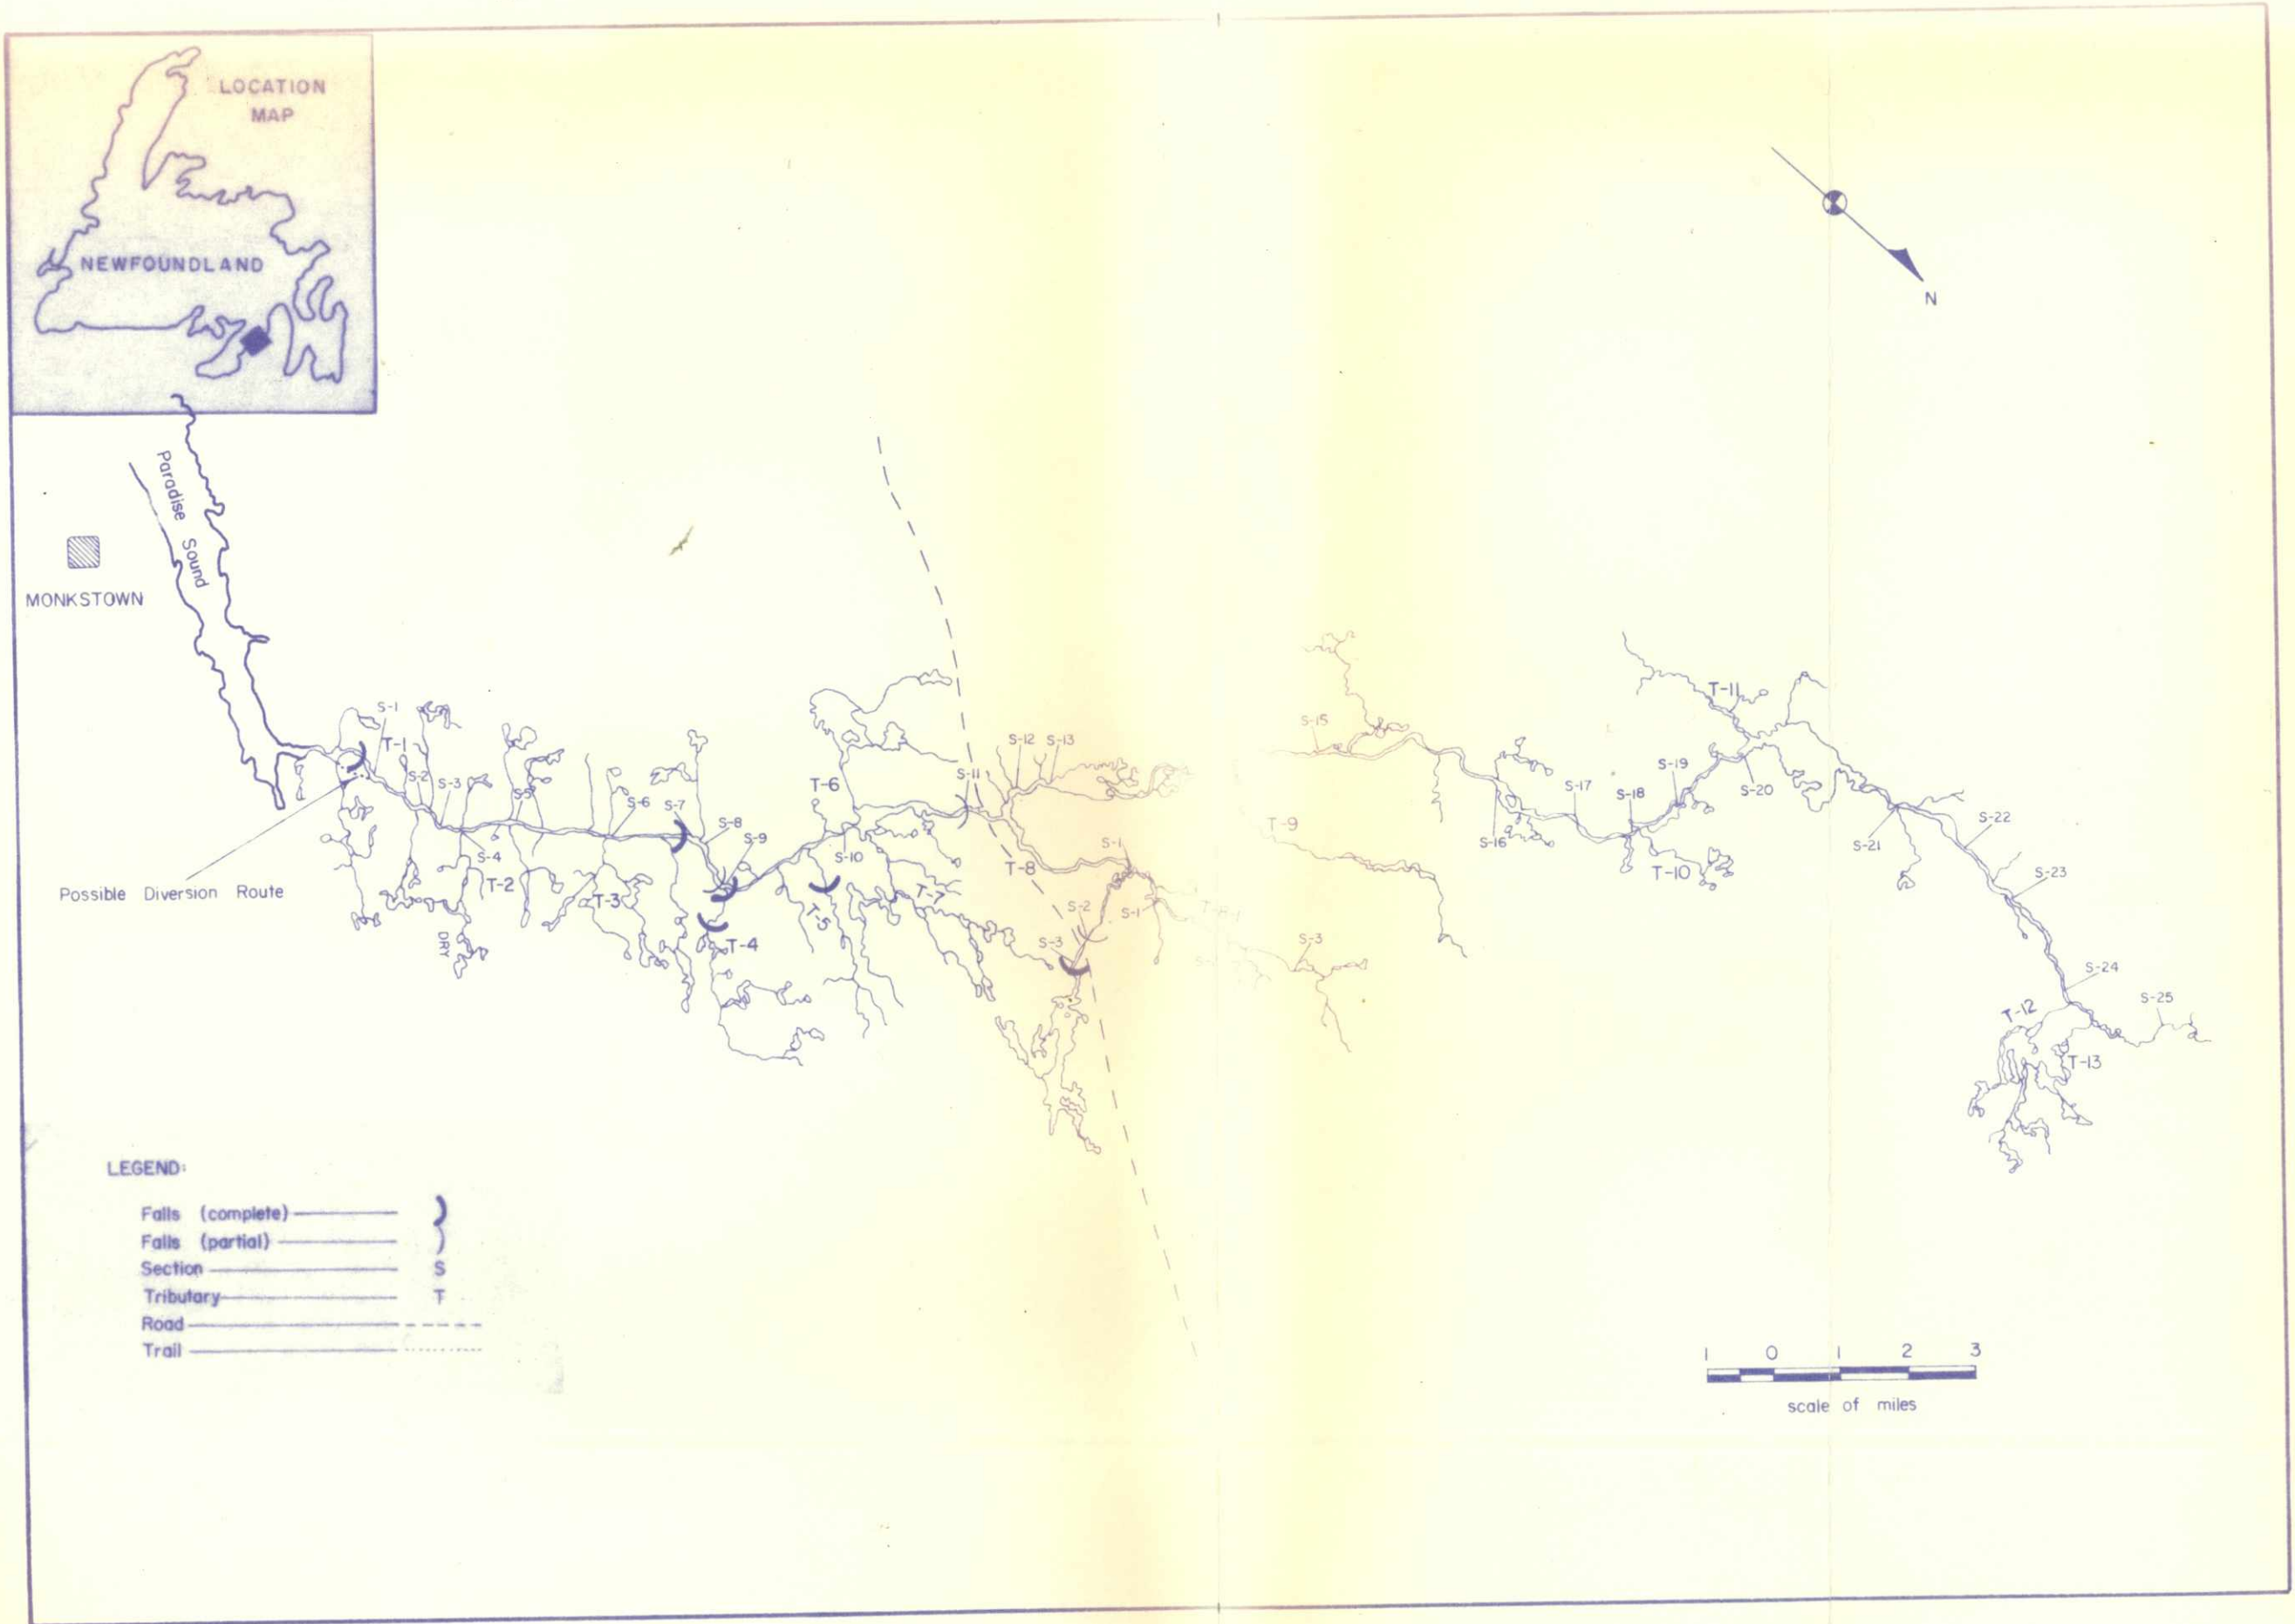 LOCATION
MAP
NEWFOUNDLAND
N
Paradise Sound
MONKSTOWN
Possible Diversion Route
S-1
T-1
S-2
S-3
S-4
T-2
DRY
S-5
T-3
S-6
S-7
S-8
S-9
T-4
T-5
T-6
S-10
T-7
S-11
S-12
S-13
T-8
S-1
S-2
S-3
S-1
S-3
T-9
S-15
S-16
S-17
S-18
T-10
S-19
T-11
S-20
S-21
S-22
S-23
S-24
S-25
T-12
T-13
LEGEND:
Falls (complete)
Falls (partial)
Section S
Tributary T
Road
Trail
1 0 1 2 3
scale of miles